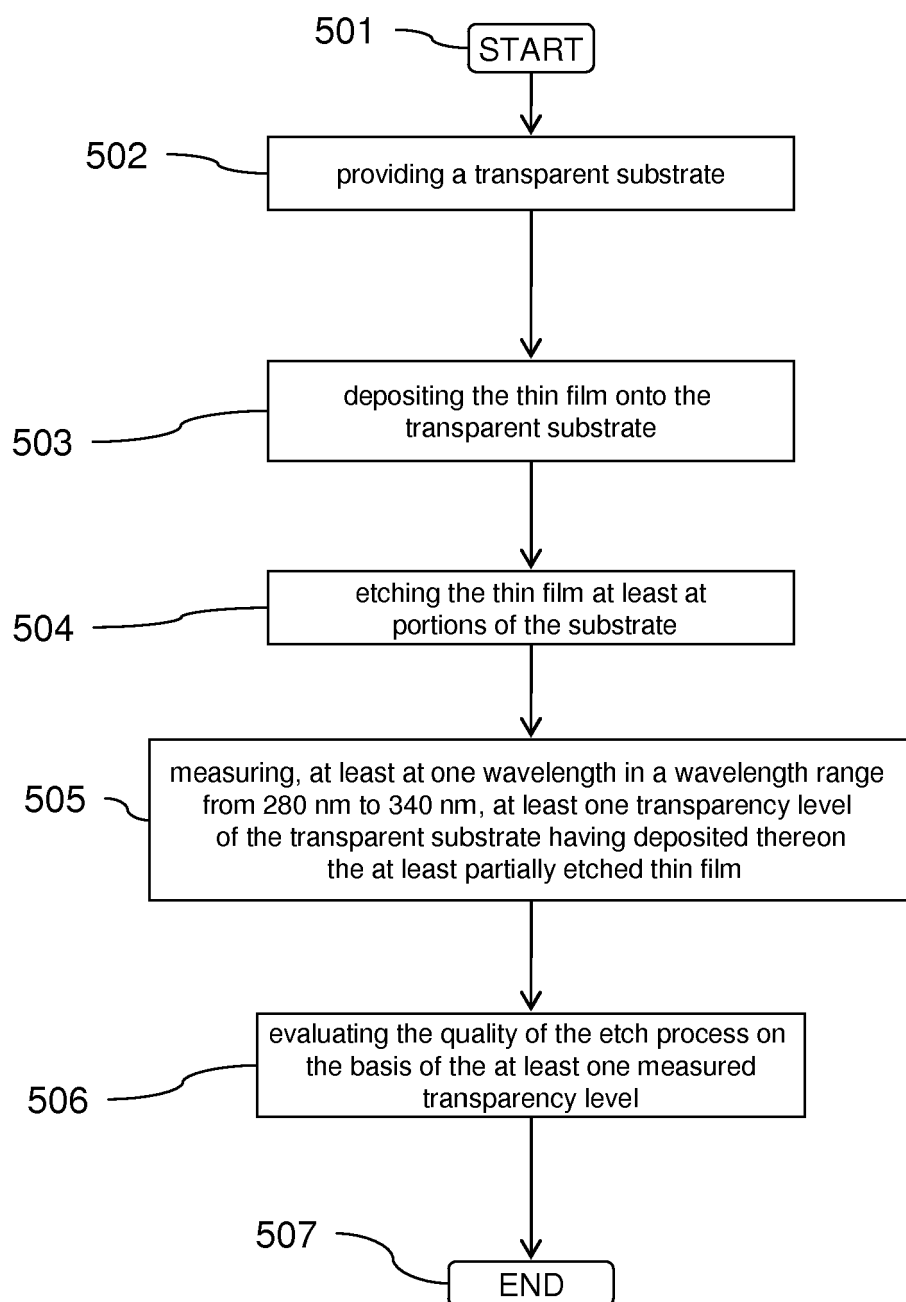 501
START
502
providing a transparent substrate
503
depositing the thin film onto the
transparent substrate
504
etching the thin film at least at
portions of the substrate
505
measuring, at least at one wavelength in a wavelength range
from 280 nm to 340 nm, at least one transparency level
of the transparent substrate having deposited thereon
the at least partially etched thin film
506
evaluating the quality of the etch process on
the basis of the at least one measured
transparency level
507
END